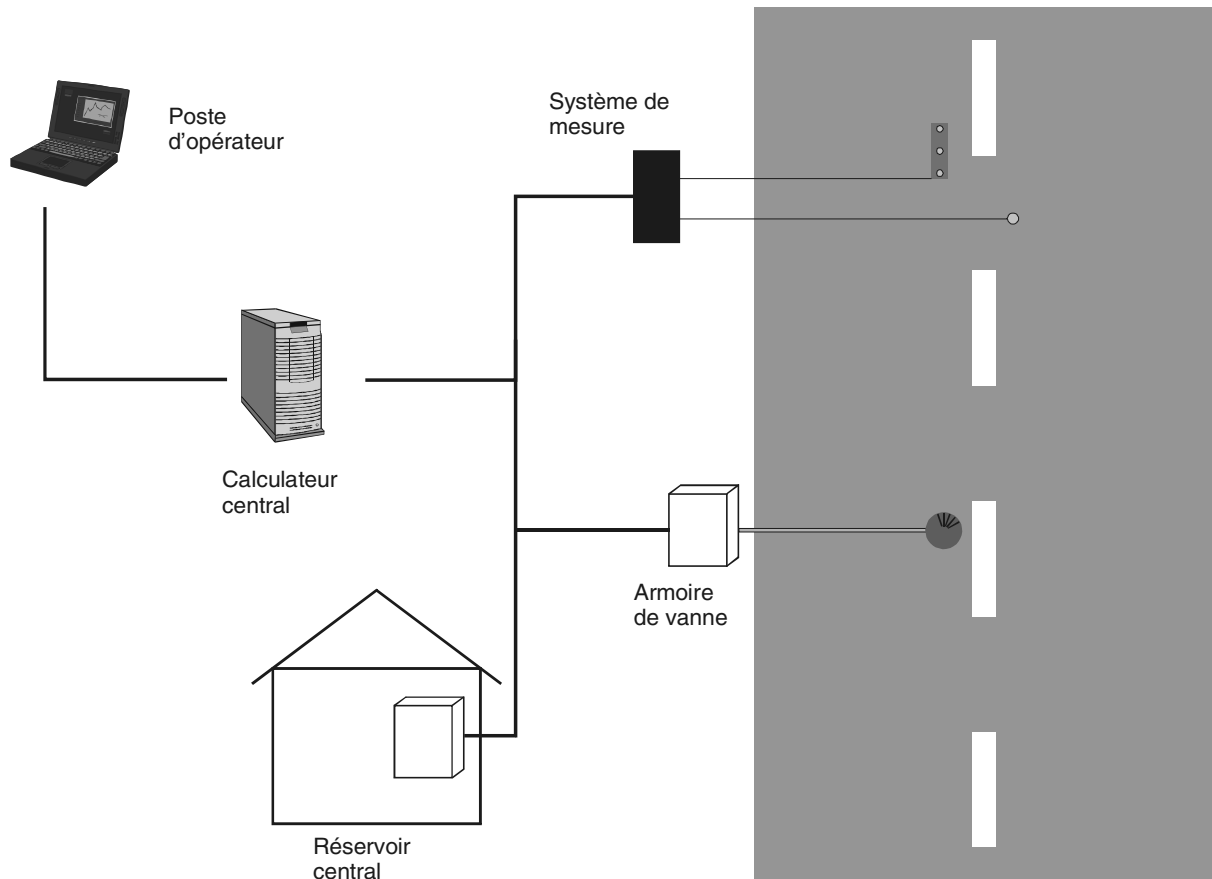 Poste
d'opérateur
Système de
mesure
Calculateur
central
Armoire
de vanne
Réservoir
central